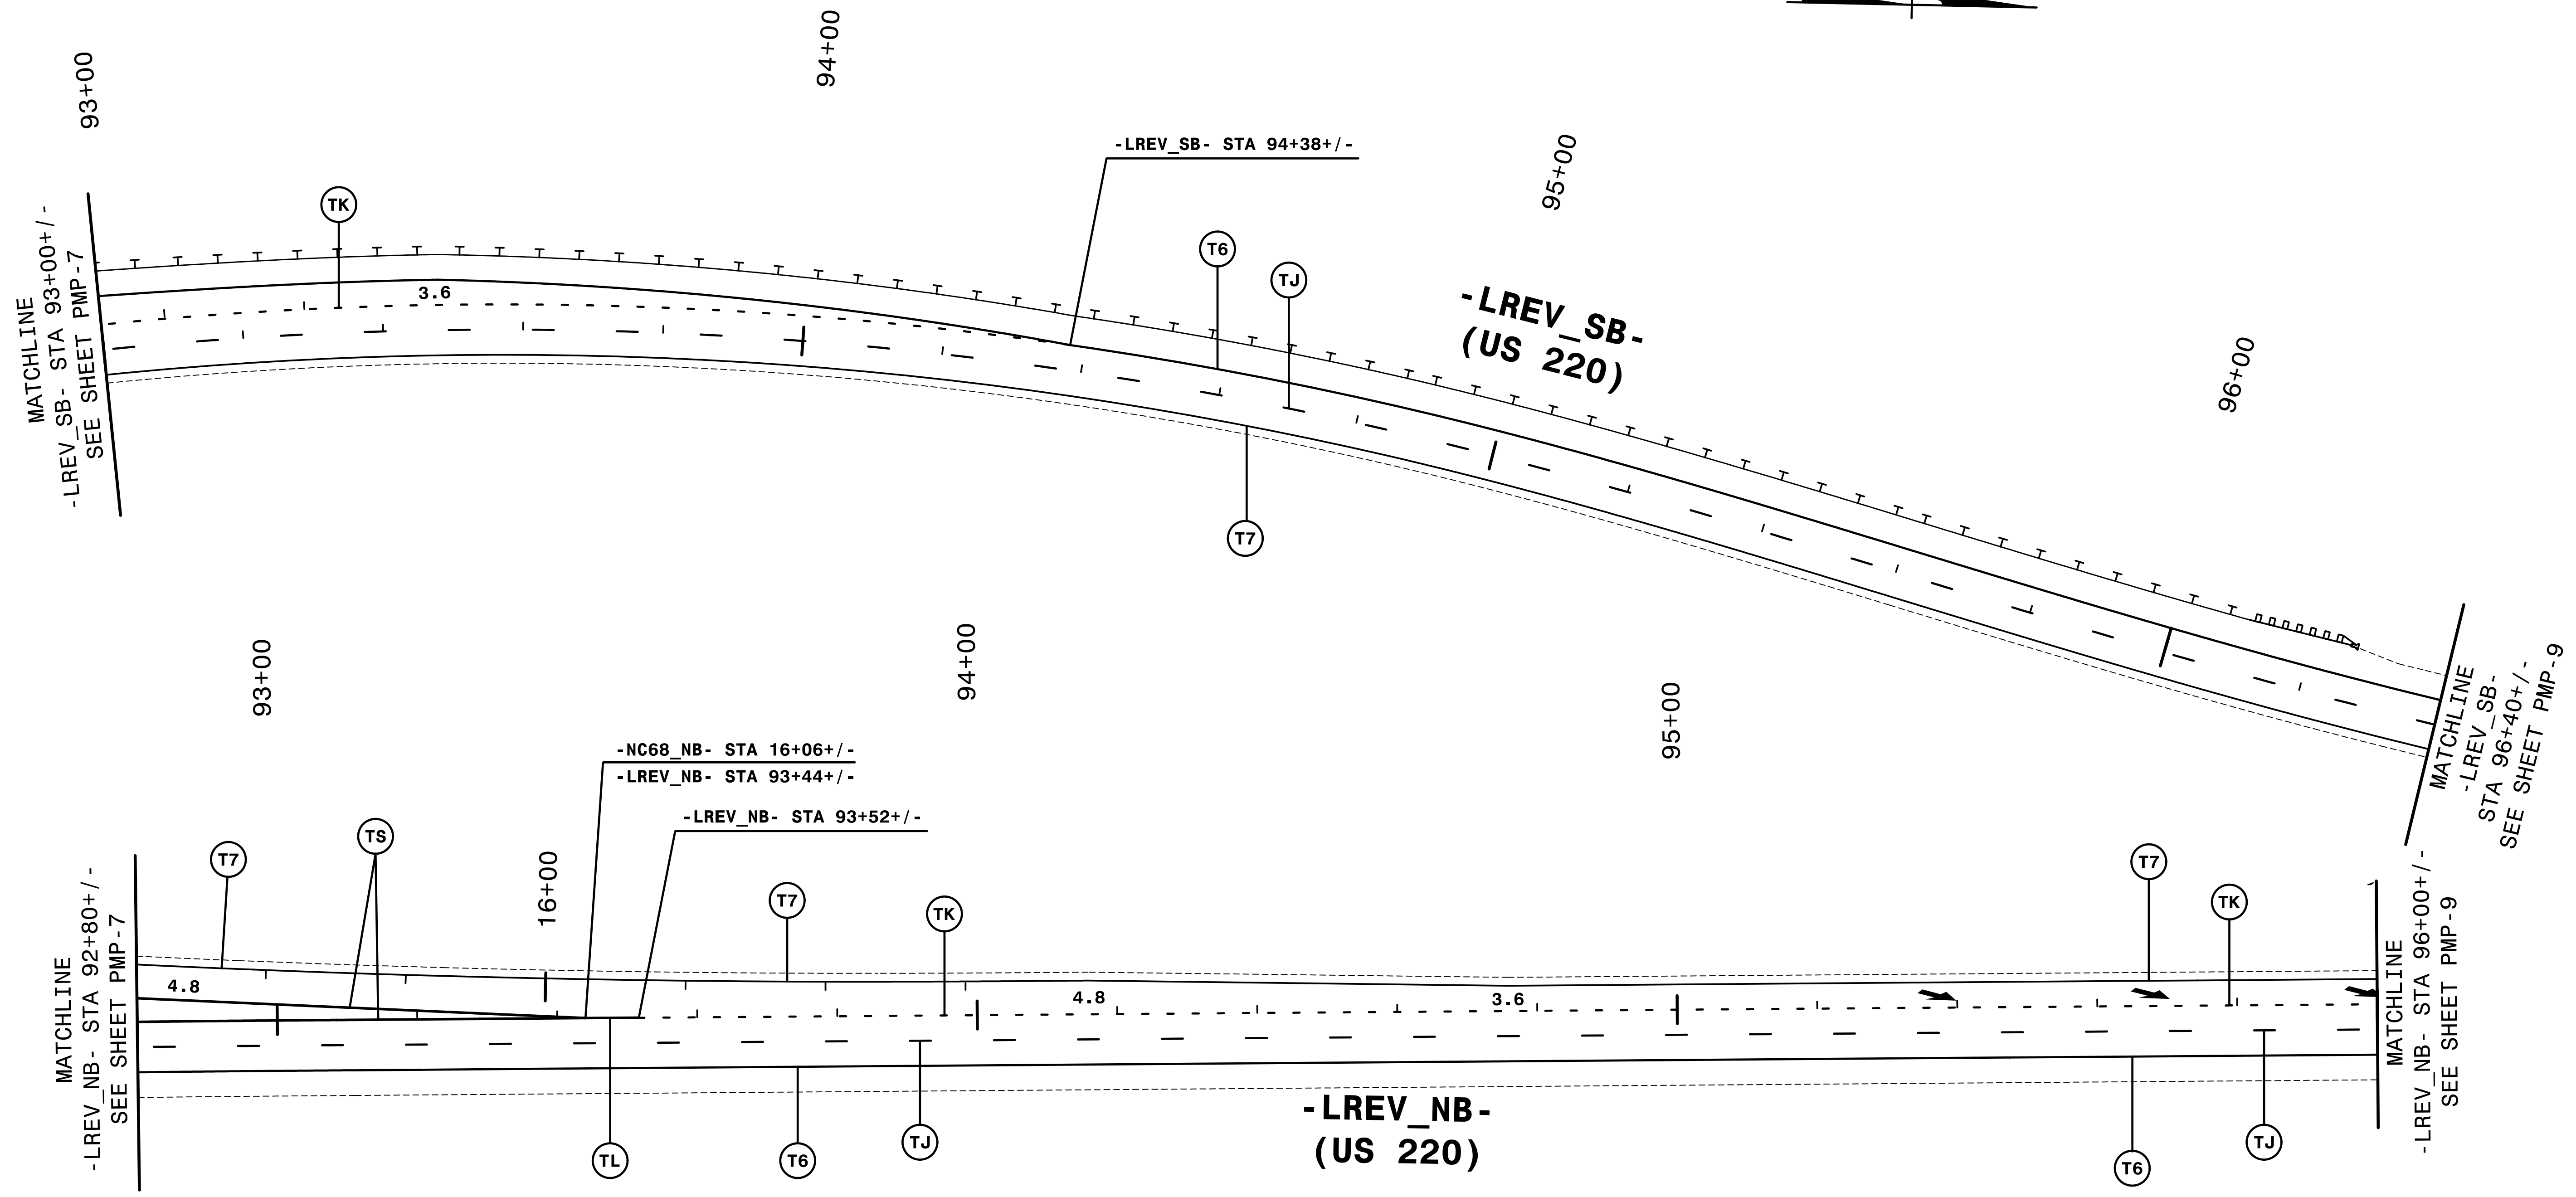 93+00
94+00
-LREV_SB- STA 94+38+/-
95+00
TK
T6
TJ
MATCHLINE
-LREV_SB- STA 93+00+/-
SEE SHEET PMP-7
3.6
-LREV_SB-
(US 220)
96+00
T7
MATCHLINE
-LREV_SB-
STA 96+40+/-
SEE SHEET PMP-9
93+00
94+00
95+00
-NC68_NB- STA 16+06+/-
-LREV_NB- STA 93+44+/-
-LREV_NB- STA 93+52+/-
T7
TS
16+00
T7
TK
T7
TK
MATCHLINE
-LREV_NB- STA 92+80+/-
SEE SHEET PMP-7
4.8
4.8
3.6
MATCHLINE
-LREV_NB- STA 96+00+/-
SEE SHEET PMP-9
-LREV_NB-
(US 220)
TL
T6
TJ
T6
TJ